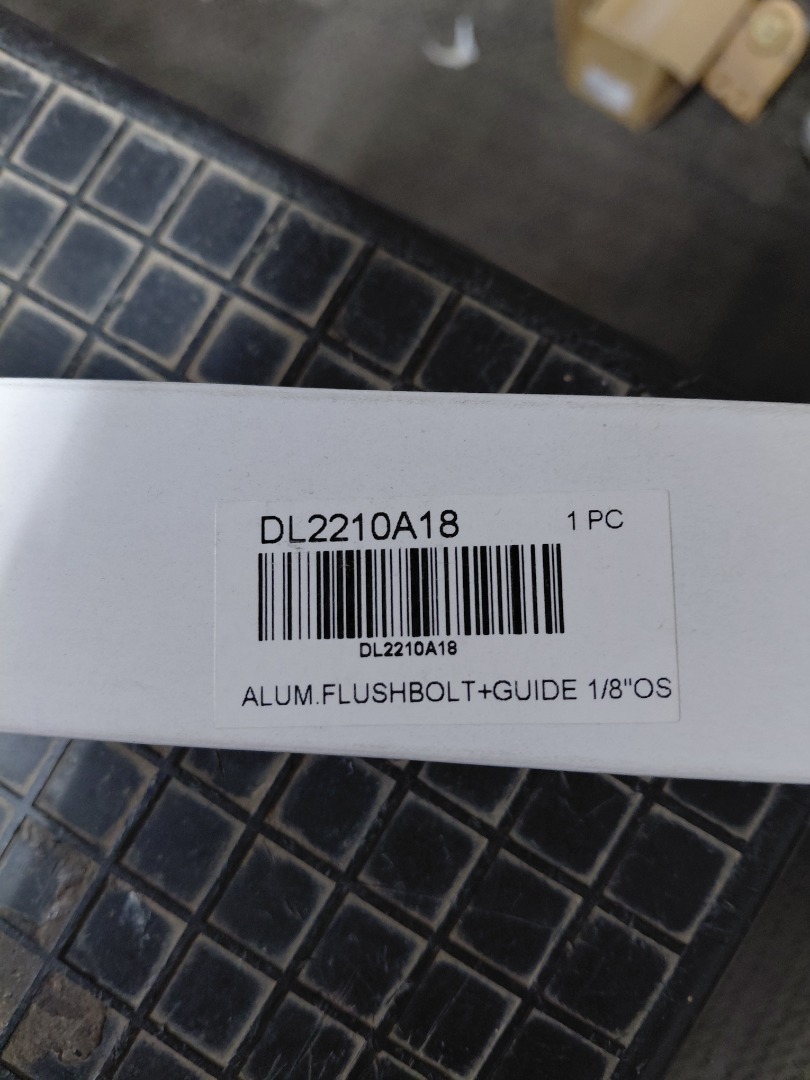 DL2210A18 1 PC
DL2210A18
ALUM.FLUSHBOLT+GUIDE 1/8"OS